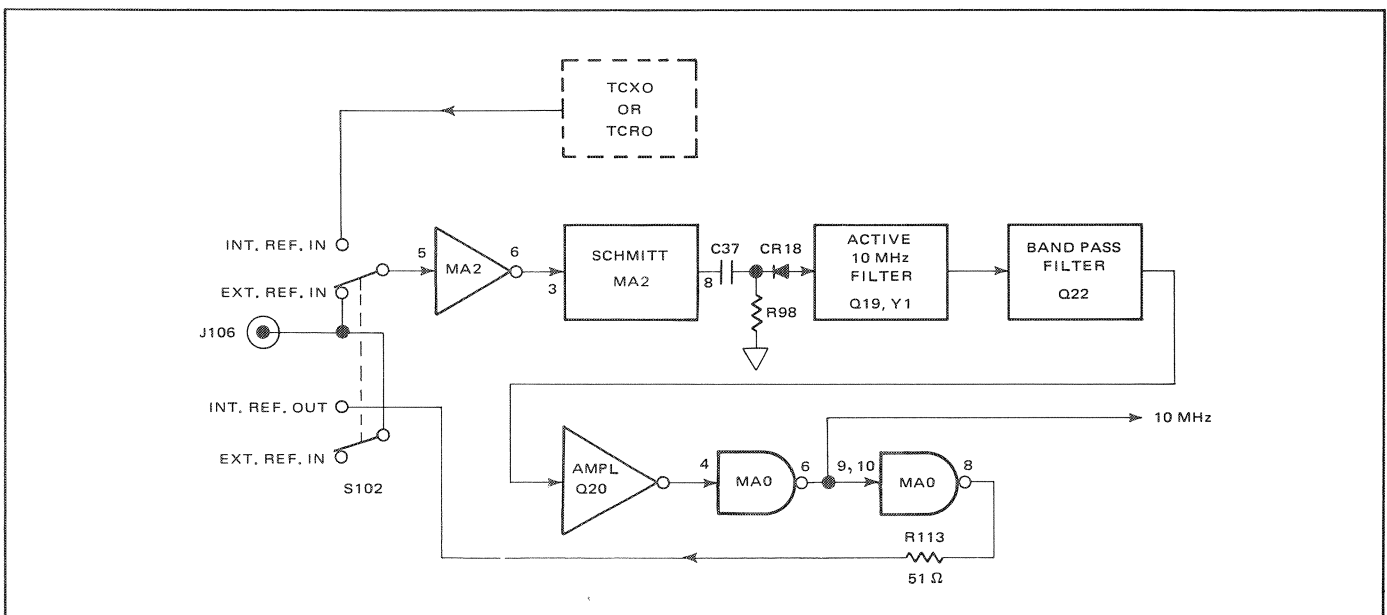 TCXO
OR
TCRO
INT. REF. IN
5
MA2
6
3
SCHMITT
MA2
8
C37
CR18
R98
ACTIVE
10 MHz
FILTER
Q19, Y1
BAND PASS
FILTER
Q22
EXT. REF. IN
J106
INT. REF. OUT
EXT. REF. IN
S102
10 MHz
AMPL
Q20
4
MA0
6
9, 10
MA0
8
R113
51 Ω